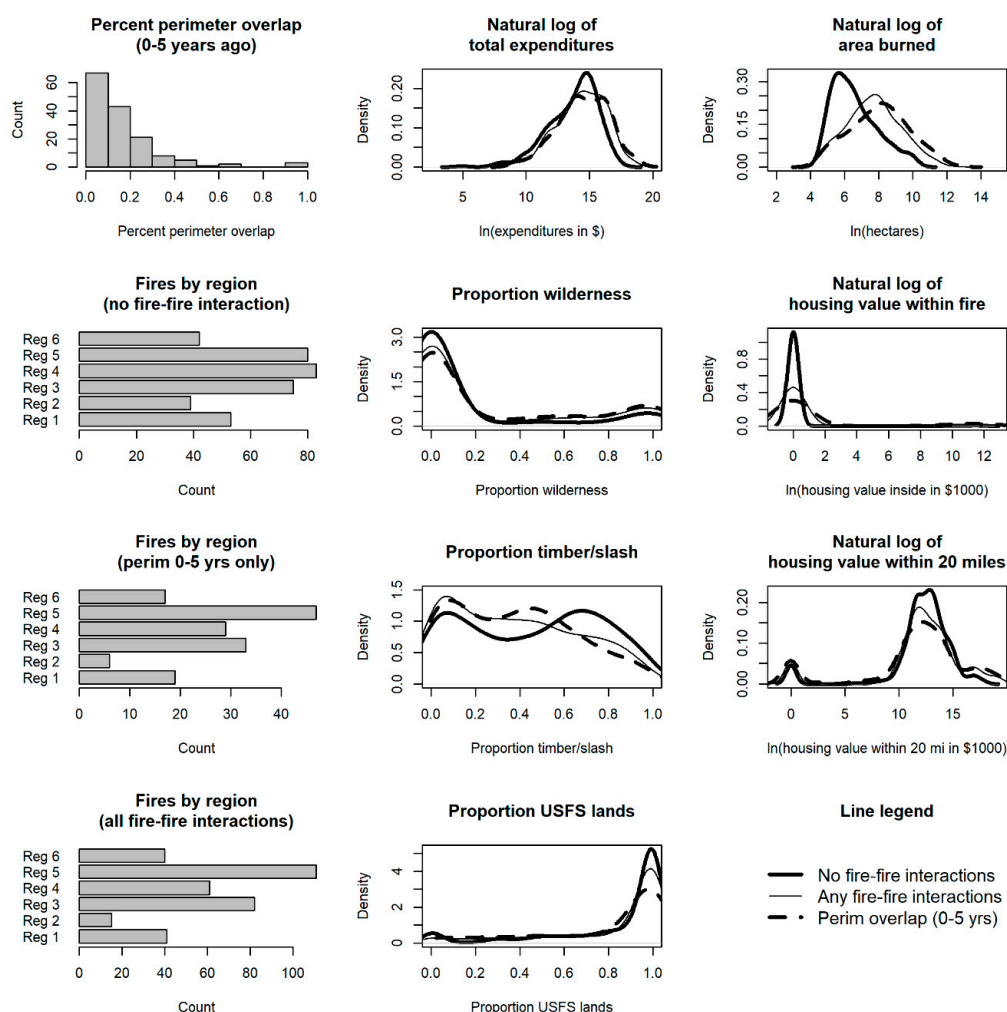 Percent perimeter overlap
(0-5 years ago)
Count
0 20 40 60
0.0 0.2 0.4 0.6 0.8 1.0
Percent perimeter overlap
Natural log of
total expenditures
Density
0.00 0.10 0.20
5 10 15 20
ln(expenditures in $)
Natural log of
area burned
Density
0.00 0.15 0.30
2 4 6 8 10 12 14
ln(hectares)
Fires by region
(no fire-fire interaction)
Reg 6
Reg 5
Reg 4
Reg 3
Reg 2
Reg 1
0 20 40 60 80
Count
Proportion wilderness
Density
0.0 1.5 3.0
0.0 0.2 0.4 0.6 0.8 1.0
Proportion wilderness
Natural log of
housing value within fire
Density
0.0 0.4 0.8
0 2 4 6 8 10 12
ln(housing value inside in $1000)
Fires by region
(perim 0-5 yrs only)
Reg 6
Reg 5
Reg 4
Reg 3
Reg 2
Reg 1
0 10 20 30 40
Count
Proportion timber/slash
Density
0.0 0.5 1.0 1.5
0.0 0.2 0.4 0.6 0.8 1.0
Proportion timber/slash
Natural log of
housing value within 20 miles
Density
0.00 0.10 0.20
0 5 10 15
ln(housing value within 20 mi in $1000)
Fires by region
(all fire-fire interactions)
Reg 6
Reg 5
Reg 4
Reg 3
Reg 2
Reg 1
0 20 40 60 80 100
Count
Proportion USFS lands
Density
0 2 4
0.0 0.2 0.4 0.6 0.8 1.0
Proportion USFS lands
Line legend
No fire-fire interactions
Any fire-fire interactions
Perim overlap (0-5 yrs)